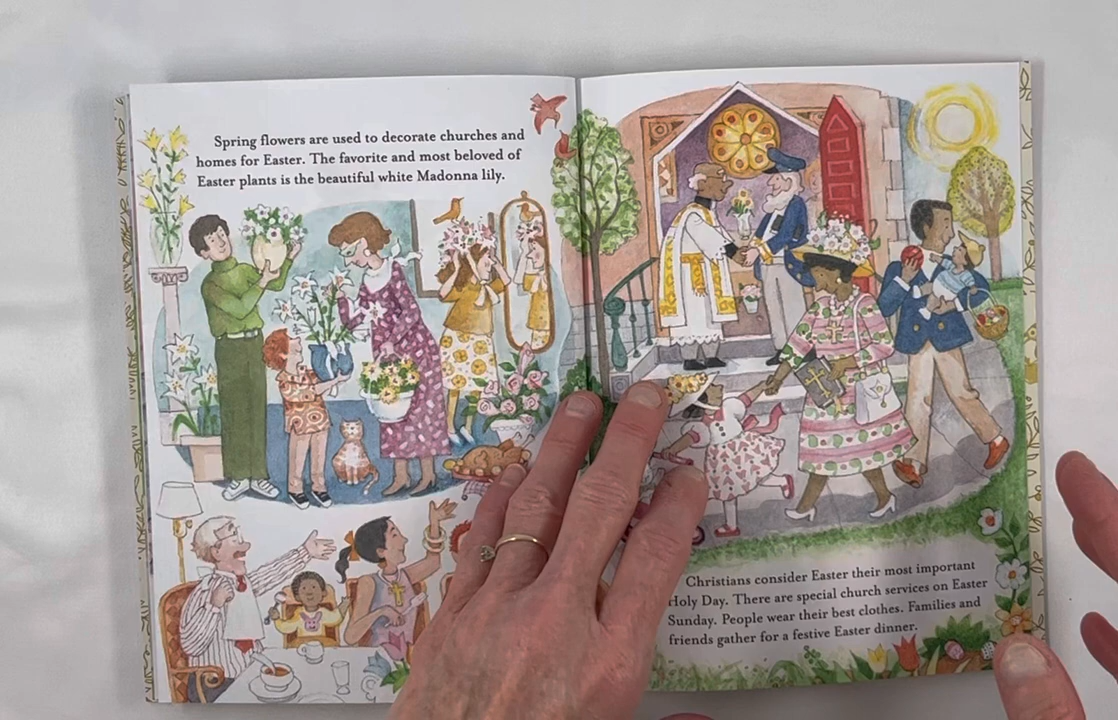 Spring flowers are used to decorate churches and
homes for Easter. The favorite and most beloved of
Easter plants is the beautiful white Madonna lily.
Christians consider Easter their most important
Holy Day. There are special church services on Easter
Sunday. People wear their best clothes. Families and
friends gather for a festive Easter dinner.